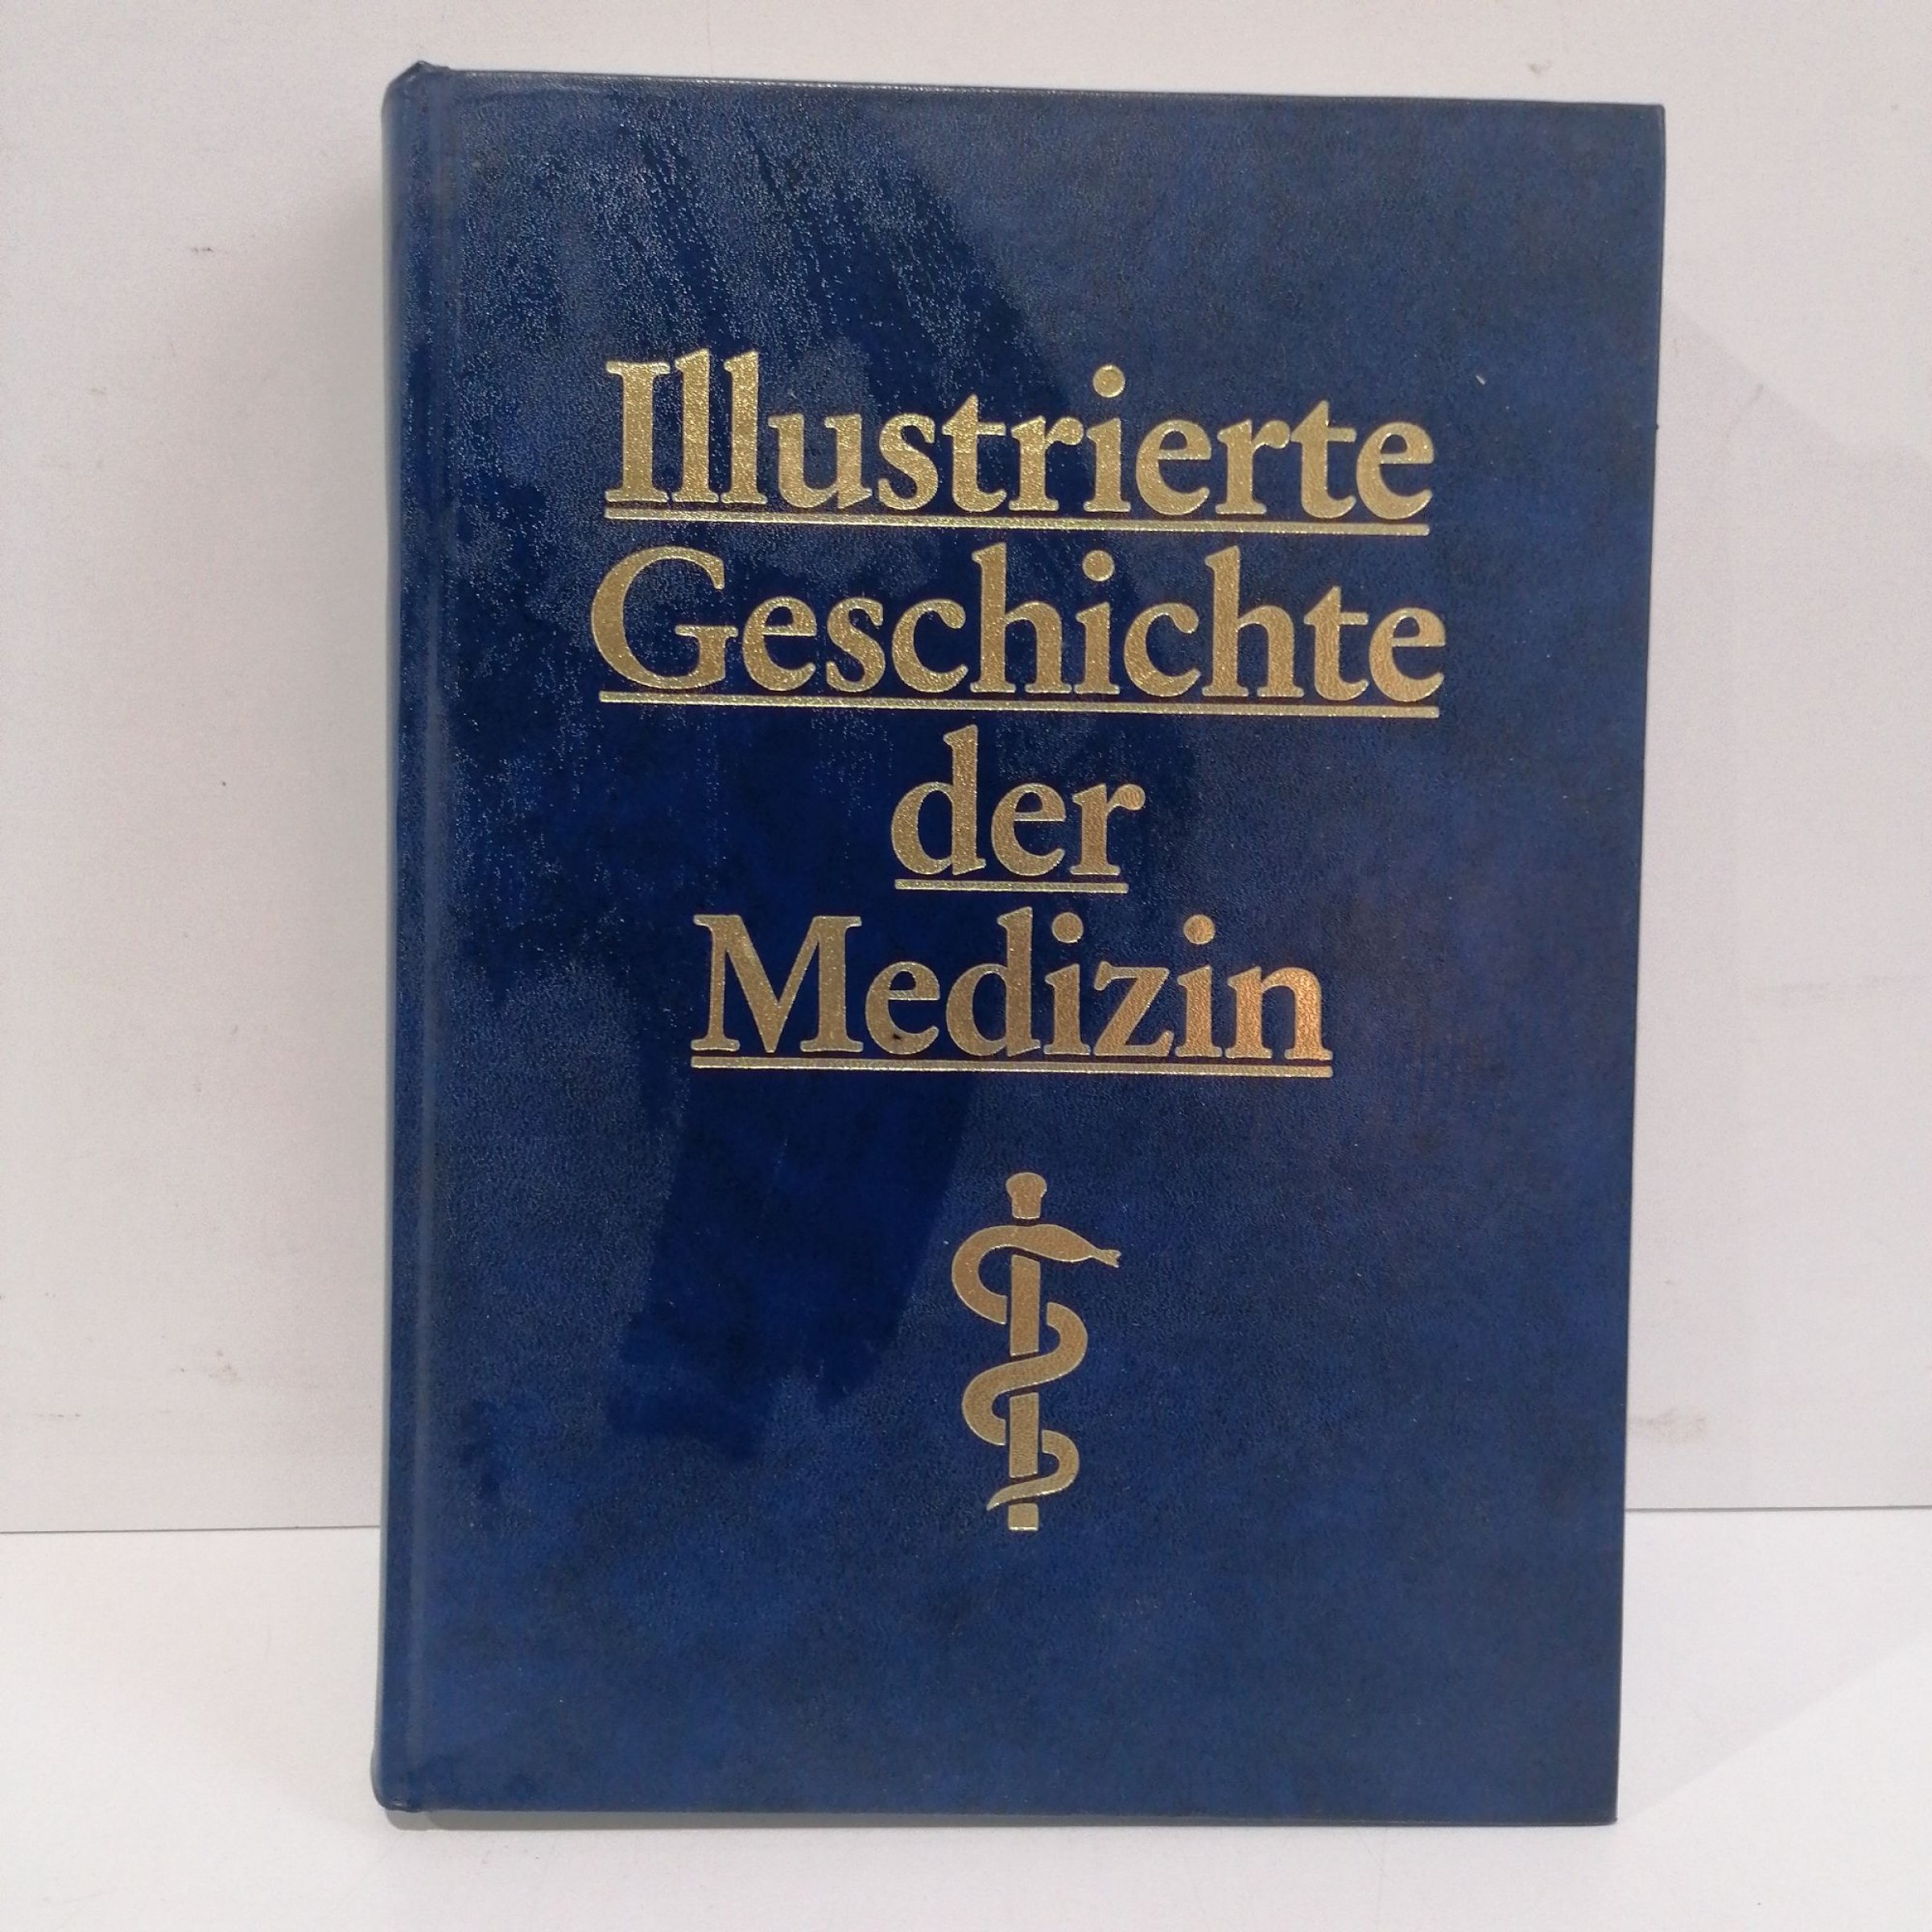 Illustrierte
Geschichte
der
Medizin